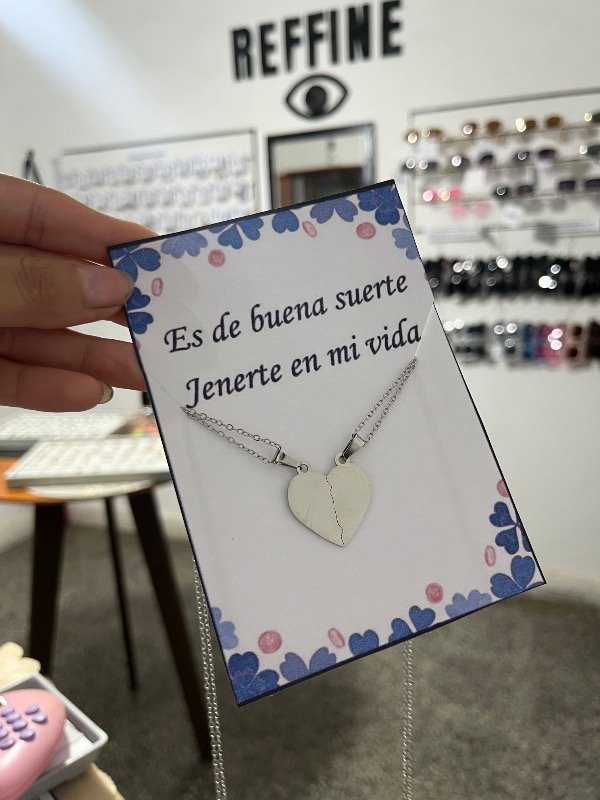 REFFINE
Es de buena suerte
Jenerte en mi vida